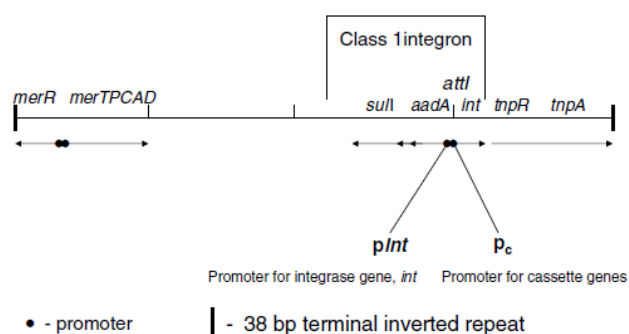 Class 1integron
attI
merR merTPCAD sulI aadA int tnpR tnpA
pInt pc
Promoter for integrase gene, int Promoter for cassette genes
• - promoter | - 38 bp terminal inverted repeat